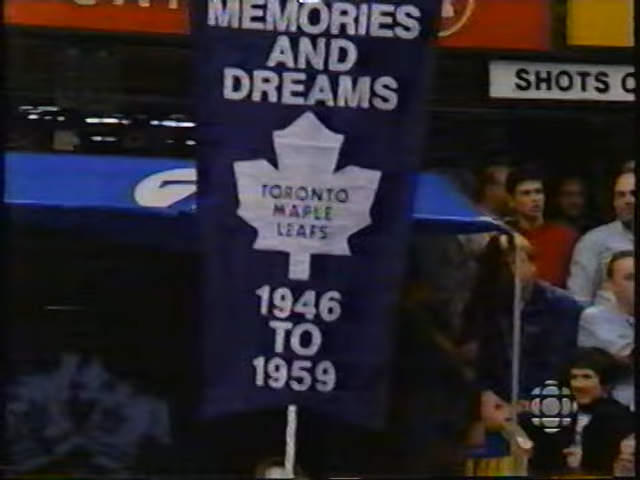 MEMORIES
AND
DREAMS
SHOTS
TORONTO
MAPLE
LEAFS
1946
TO
1959